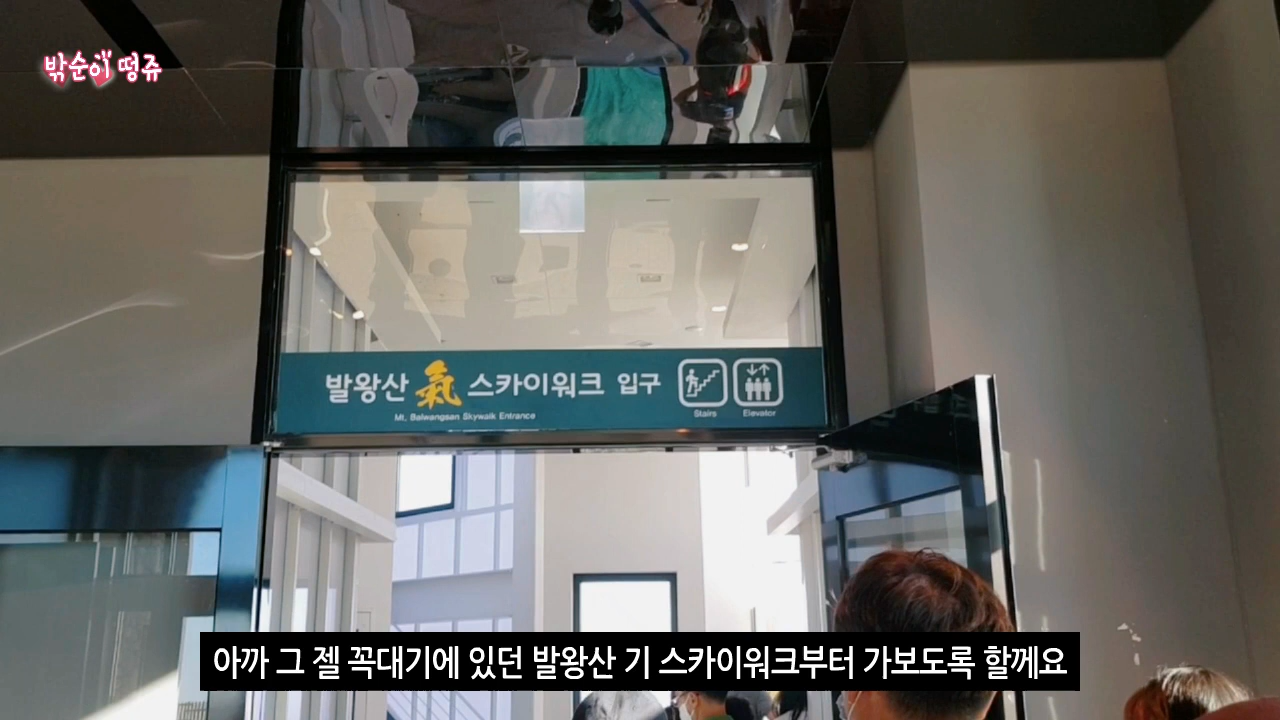 밖순이 떵쥬
발왕산 氣 스카이워크 입구
Mt. Balwangsan Skywalk Entrance
Stairs
Elevator
아까 그 젤 꼭대기에 있던 발왕산 기 스카이워크부터 가보도록 할께요